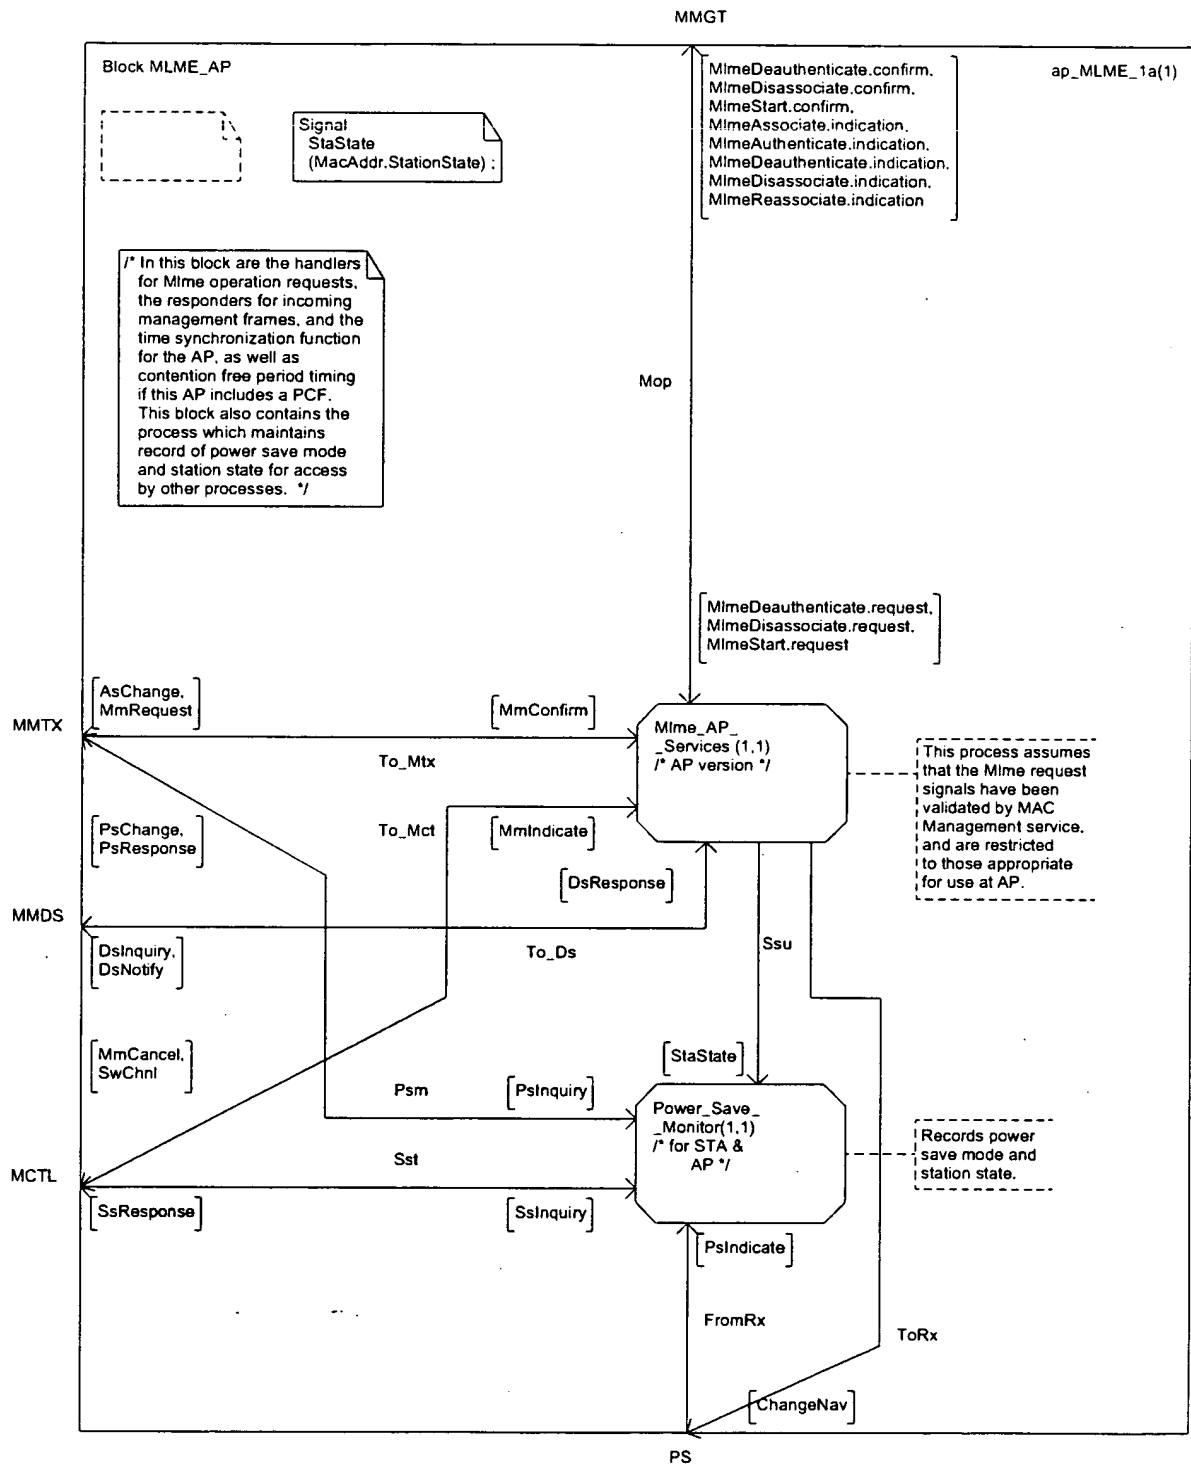 MMGT
Block MLME_AP
ap_MLME_1a(1)
Signal
StaState
(MacAddr.StationState) ;
MlmeDeauthenticate.confirm,
MlmeDisassociate.confirm,
MlmeStart.confirm,
MlmeAssociate.indication,
MlmeAuthenticate.indication,
MlmeDeauthenticate.indication,
MlmeDisassociate.indication,
MlmeReassociate.indication
/* In this block are the handlers
for Mlme operation requests,
the responders for incoming
management frames, and the
time synchronization function
for the AP, as well as
contention free period timing
if this AP includes a PCF.
This block also contains the
process which maintains
record of power save mode
and station state for access
by other processes. */
Mop
MlmeDeauthenticate.request,
MlmeDisassociate.request,
MlmeStart.request
AsChange,
MmRequest
MmConfirm
MMTX
To_Mtx
Mlme_AP_
_Services (1,1)
/* AP version */
This process assumes
that the Mlme request
signals have been
validated by MAC
Management service,
and are restricted
to those appropriate
for use at AP.
PsChange,
PsResponse
To_Mct
MmIndicate
DsResponse
MMDS
DsInquiry,
DsNotify
To_Ds
Ssu
MmCancel,
SwChnl
StaState
Psm
PsInquiry
Power_Save_
_Monitor(1,1)
/* for STA &
AP */
Records power
save mode and
station state.
Sst
MCTL
SsResponse
SsInquiry
PsIndicate
FromRx
ToRx
ChangeNav
PS